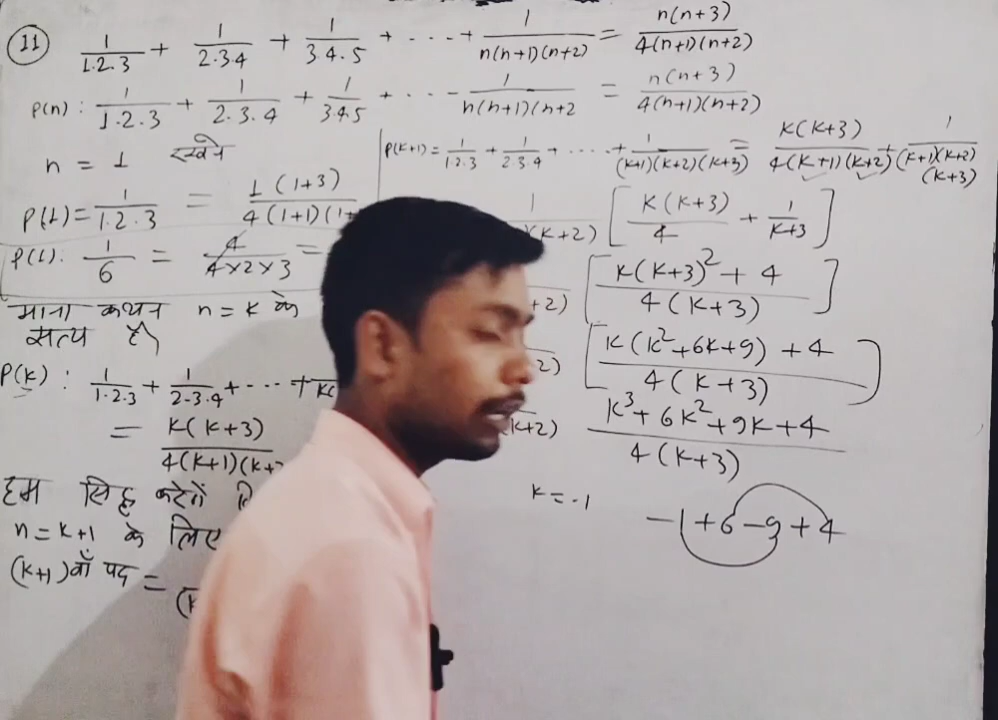 (11) 1/1.2.3 + 1/2.3.4 + 1/3.4.5 + ... + 1/n(n+1)(n+2) = n(n+3)/4(n+1)(n+2)
P(n) : 1/1.2.3 + 1/2.3.4 + 1/3.4.5 + ... - 1/n(n+1)(n+2 = n(n+3)/4(n+1)(n+2)
n = 1 रखने
P(1) = 1/1.2.3 = 1(1+3)/4(1+1)(1+
P(1): 1/6 = 4/4×2×3 =
माना कथन n = k के
सत्य है
P(k) : 1/1.2.3 + 1/2.3.4 + ... +
= k(k+3)/4(k+1)(k+
हम सिद्ध करेगें
n = k+1 के लिए
(k+1)वाँ पद =
P(k+1) = 1/1.2.3 + 1/2.3.4 + ... + 1/(k+1)(k+2)(k+3) = k(k+3)/4(k+1)(k+2) + 1/(k+1)(k+2)(k+3)
1/(k+2) [k(k+3)/4 + 1/k+3]
+2) [k(k+3)²+4/4(k+3)]
2) [k(k²+6k+9)+4/4(k+3)]
(k+2) k³+6k²+9k+4/4(k+3)
k = -1 -1+6-9+4